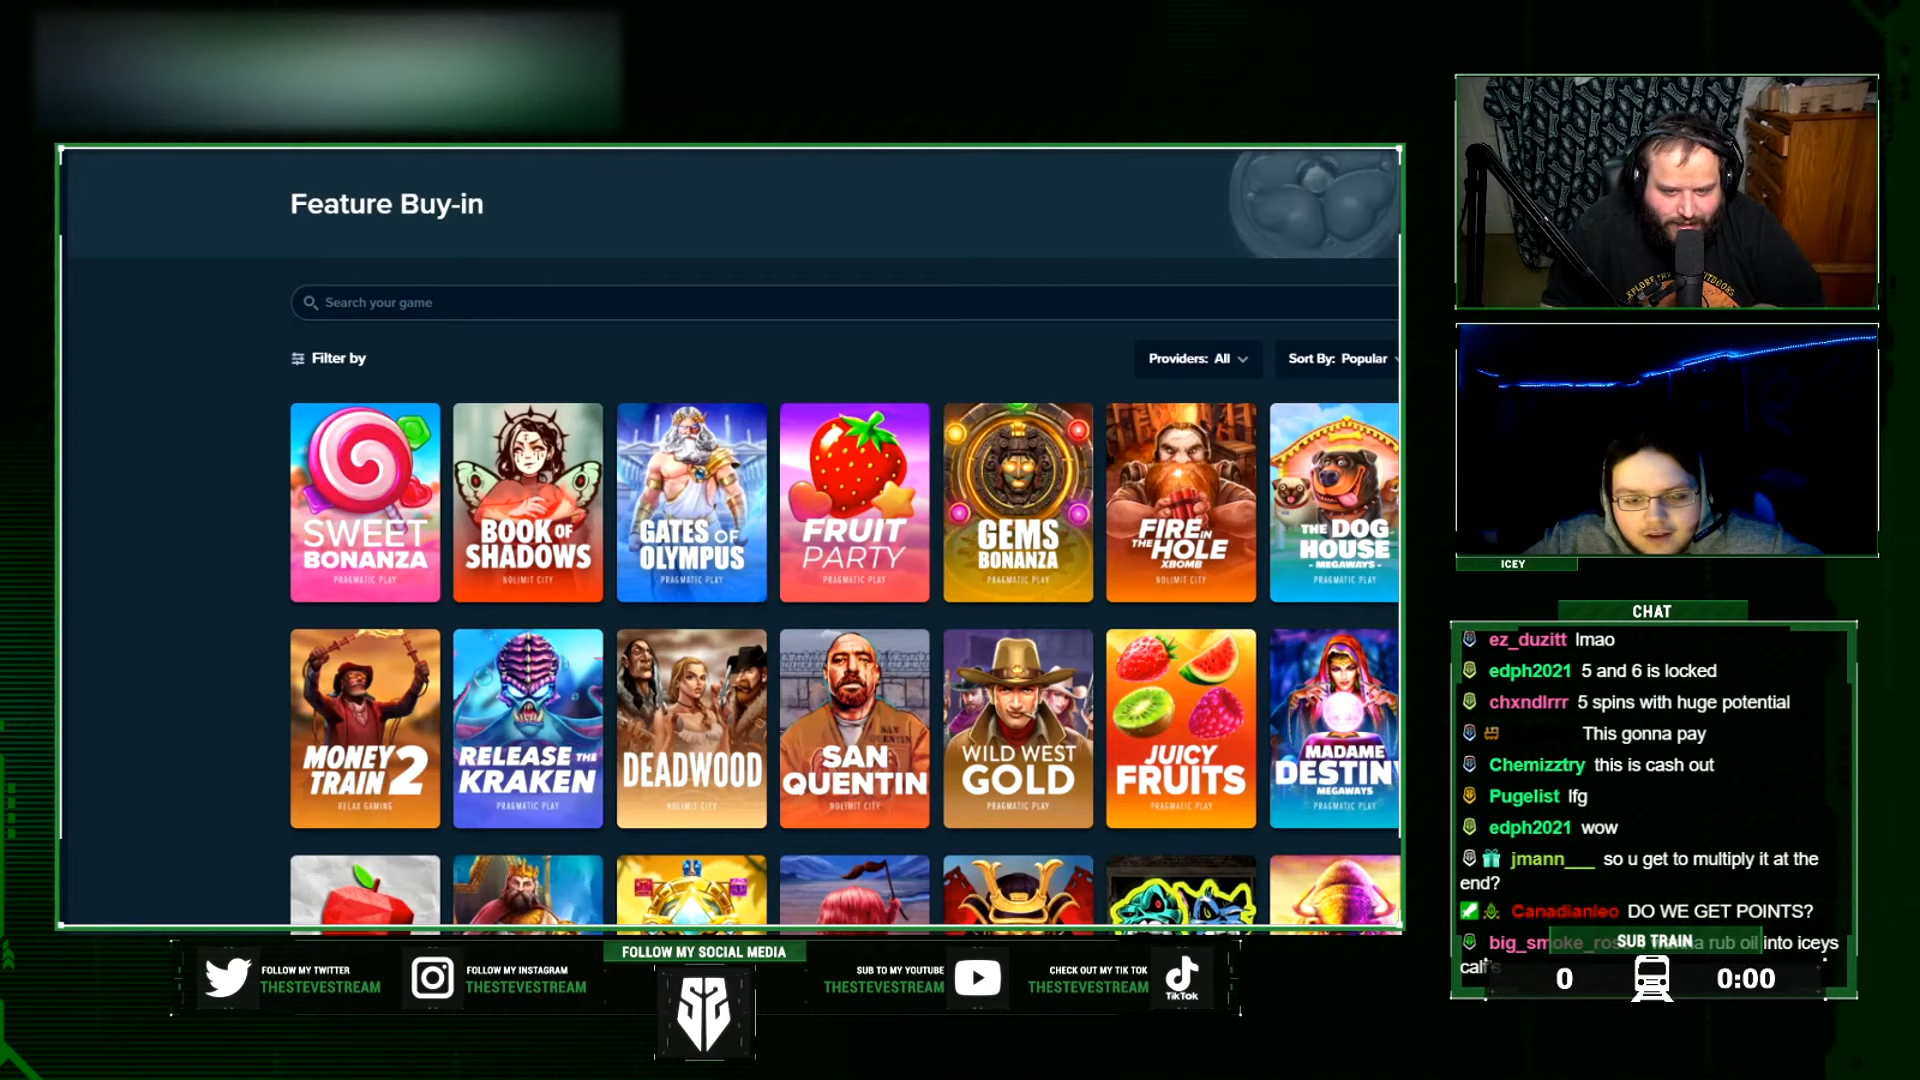 Feature Buy-in
Search your game
Filter by
Providers: All
Sort By: Popular
SWEET
BONANZA
PRAGMATIC PLAY
BOOK OF
SHADOWS
NOLIMIT CITY
GATES OF
OLYMPUS
PRAGMATIC PLAY
FRUIT
PARTY
PRAGMATIC PLAY
GEMS
BONANZA
PRAGMATIC PLAY
FIRE IN
THE HOLE
XBOMB
NOLIMIT CITY
THE DOG
HOUSE
- MEGAWAYS -
PRAGMATIC PLAY
MONEY
TRAIN 2
RELAX GAMING
RELEASE THE
KRAKEN
PRAGMATIC PLAY
DEADWOOD
NOLIMIT CITY
SAN
QUENTIN
NOLIMIT CITY
WILD WEST
GOLD
PRAGMATIC PLAY
JUICY
FRUITS
PRAGMATIC PLAY
MADAME
DESTINY
MEGAWAYS
PRAGMATIC PLAY
FOLLOW MY SOCIAL MEDIA
FOLLOW MY TWITTER
THESTEVESTREAM
FOLLOW MY INSTAGRAM
THESTEVESTREAM
SUB TO MY YOUTUBE
THESTEVESTREAM
CHECK OUT MY TIK TOK
THESTEVESTREAM
TikTok
ICEY
CHAT
ez_duzitt lmao
edph2021 5 and 6 is locked
chxndlrrr 5 spins with huge potential
This gonna pay
Chemizztry this is cash out
Pugelist lfg
edph2021 wow
jmann___ so u get to multiply it at the
end?
Canadianleo DO WE GET POINTS?
rub oil into iceys
SUB TRAIN
0
0:00